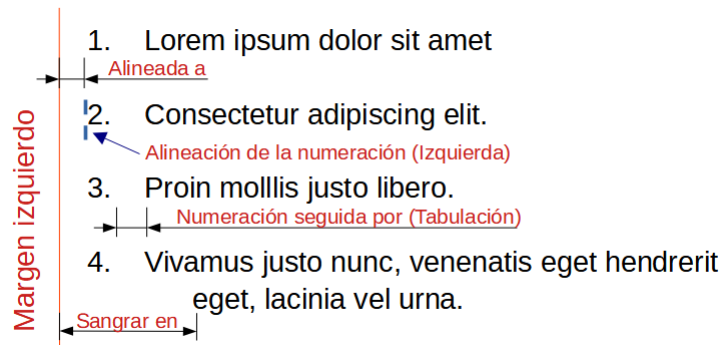 1. Lorem ipsum dolor sit amet
Alineada a
2. Consectetur adipiscing elit.
Alineación de la numeración (Izquierda)
3. Proin molllis justo libero.
Numeración seguida por (Tabulación)
4. Vivamus justo nunc, venenatis eget hendrerit
eget, lacinia vel urna.
Sangrar en
Margen izquierdo